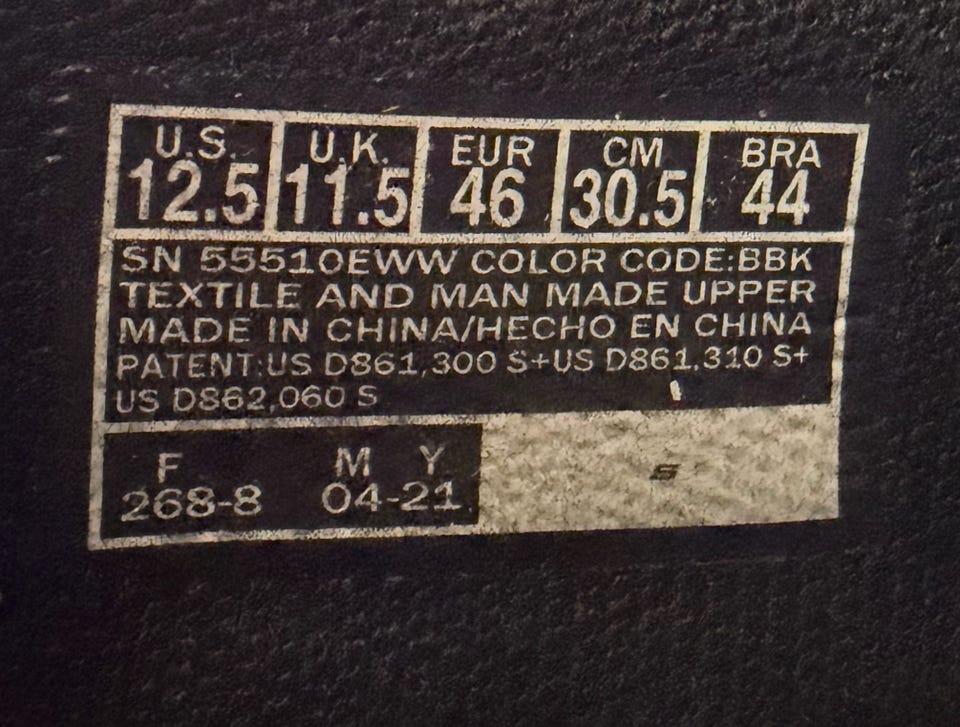 U.S. U.K. EUR CM BRA
12.5 11.5 46 30.5 44
SN 55510EWW COLOR CODE:BBK
TEXTILE AND MAN MADE UPPER
MADE IN CHINA/HECHO EN CHINA
PATENT:US D861,300 S+US D861,310 S+
US D862,060 S
F M Y
268-8 04-21
S